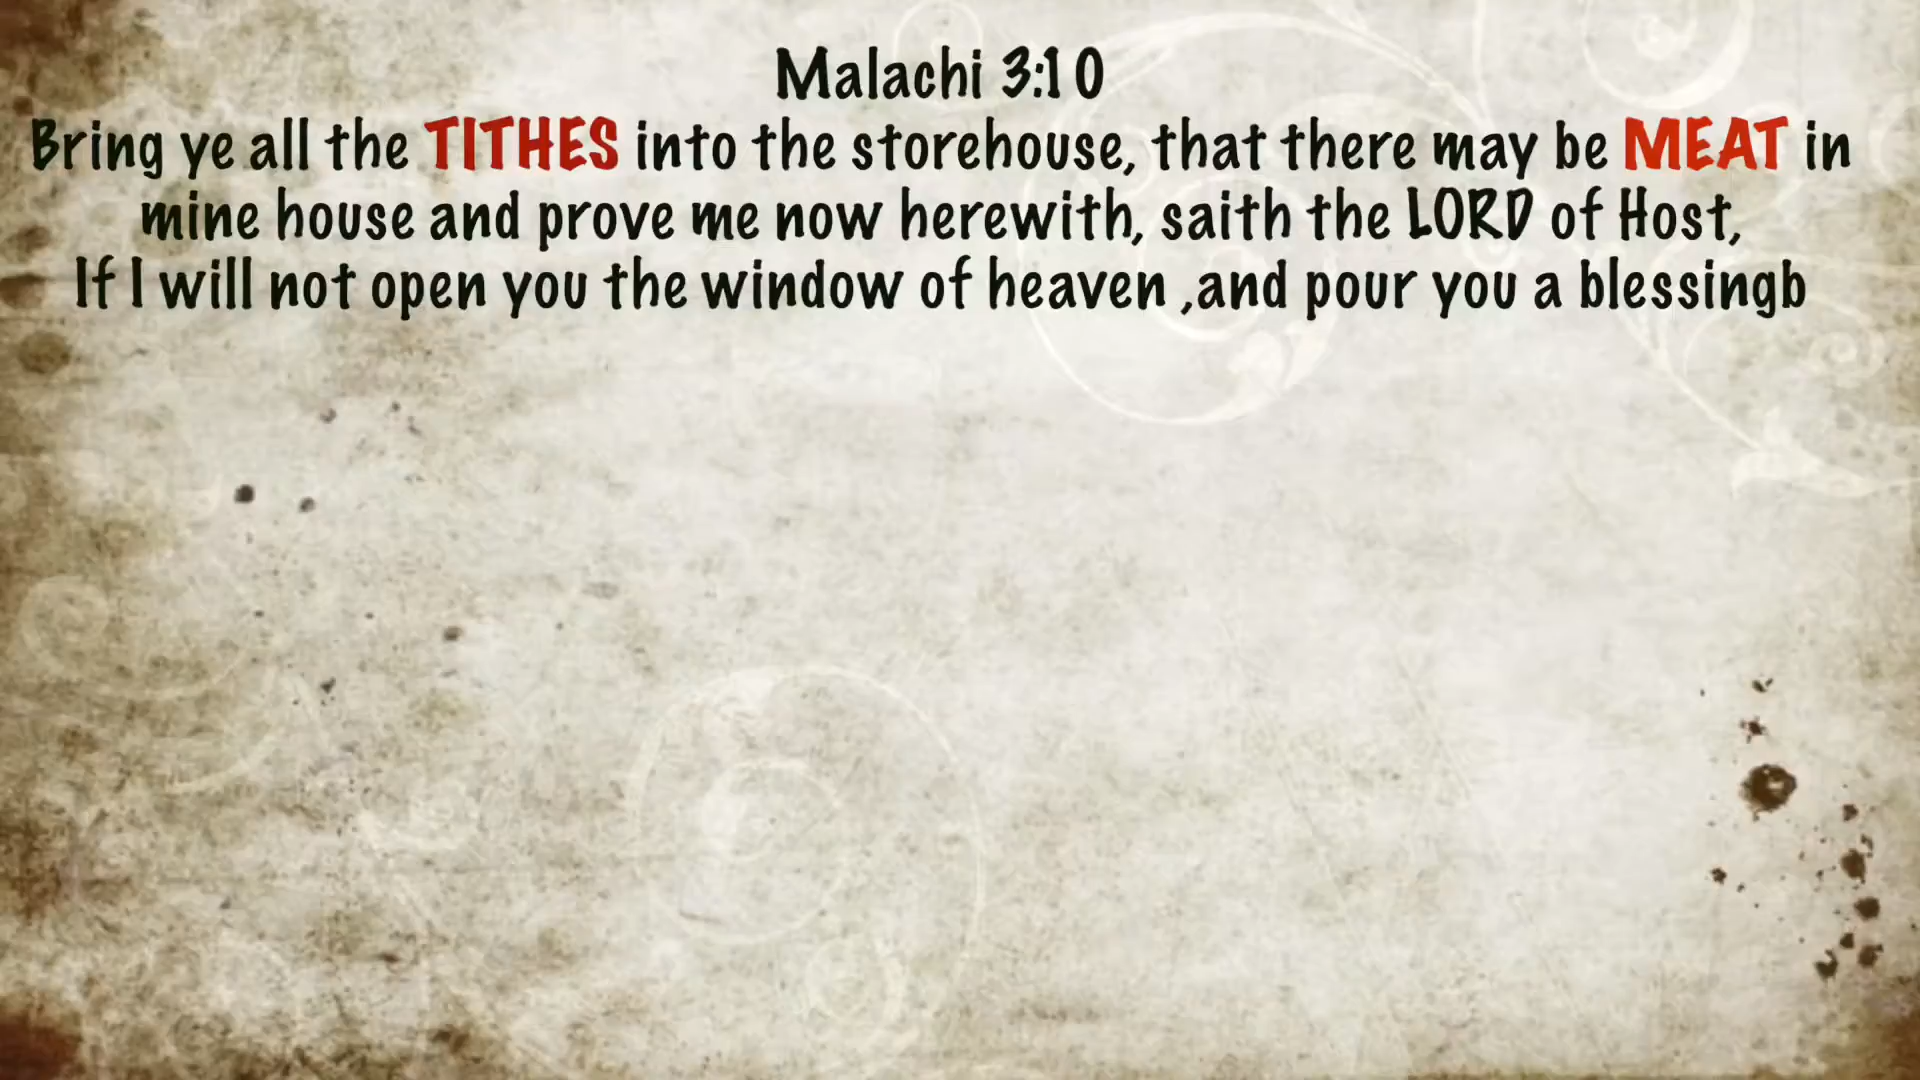 Malachi 3:10
Bring ye all the TITHES into the storehouse, that there may be MEAT in
mine house and prove me now herewith, saith the LORD of Host,
If I will not open you the window of heaven ,and pour you a blessingb